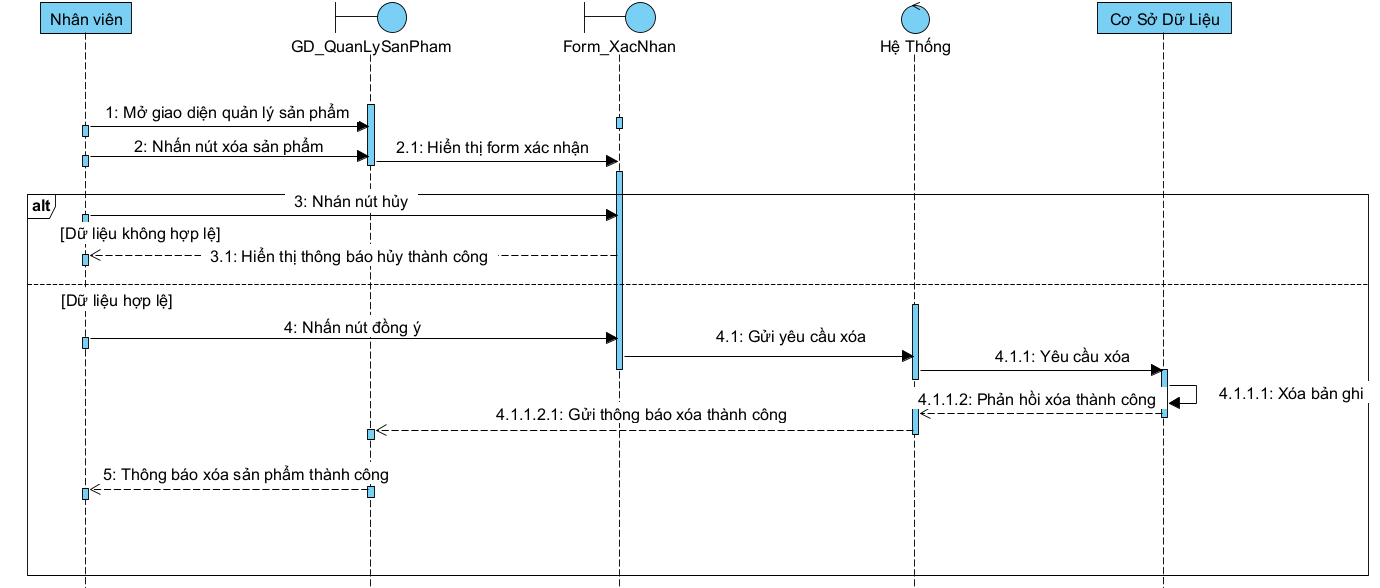 Nhân viên
GD_QuanLySanPham
Form_XacNhan
Hệ Thống
Cơ Sở Dữ Liệu
1: Mở giao diện quản lý sản phẩm
2: Nhấn nút xóa sản phẩm
2.1: Hiển thị form xác nhận
alt
3: Nhán nút hủy
[Dữ liệu không hợp lệ]
3.1: Hiển thị thông báo hủy thành công
[Dữ liệu hợp lệ]
4: Nhấn nút đồng ý
4.1: Gửi yêu cầu xóa
4.1.1: Yêu cầu xóa
4.1.1.1: Xóa bản ghi
4.1.1.2: Phản hồi xóa thành công
4.1.1.2.1: Gửi thông báo xóa thành công
5: Thông báo xóa sản phẩm thành công